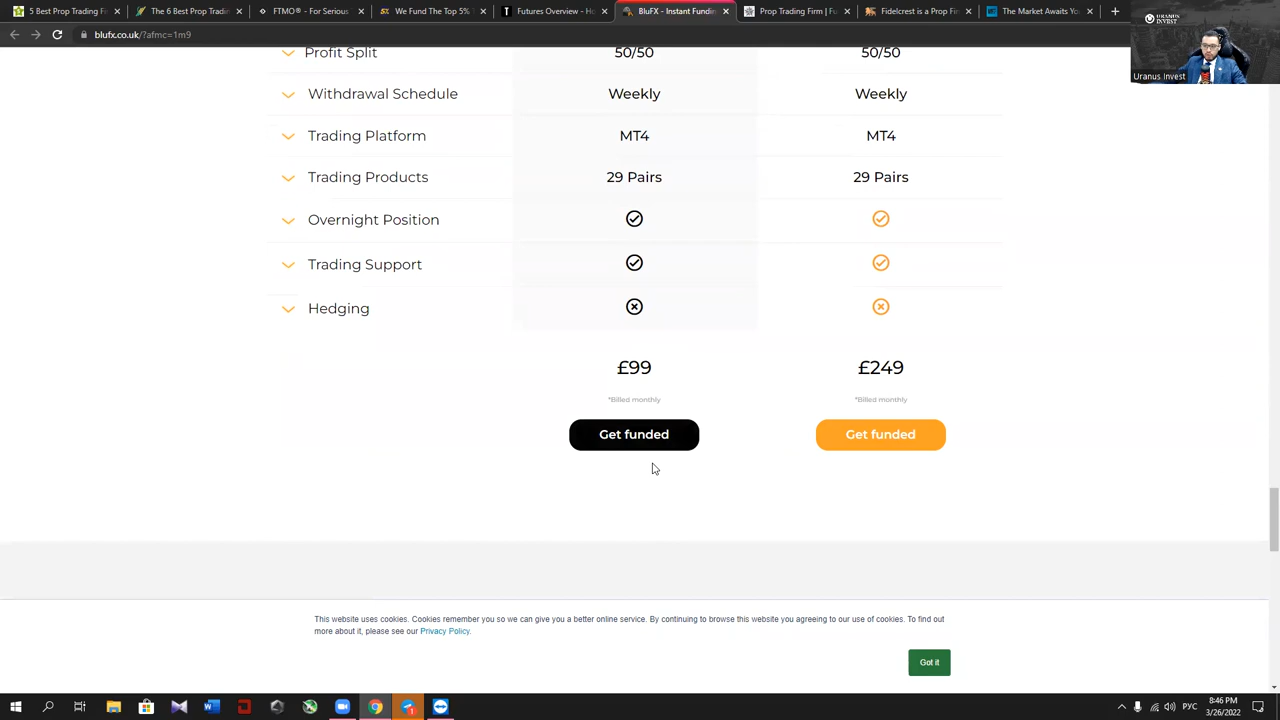 5 Best Prop Trading Fi
The 6 Best Prop Tradin
FTMO® - For Serious
We Fund The Top 5%
Futures Overview - Ho
BluFX - Instant Fundin
Prop Trading Firm | Fu
Fidelcrest is a Prop Fir
The Market Awaits Yo
blufx.co.uk/?afmc=1m9
URANUS
INVEST
Uranus Invest
Profit Split 50/50 50/50
Withdrawal Schedule Weekly Weekly
Trading Platform MT4 MT4
Trading Products 29 Pairs 29 Pairs
Overnight Position
Trading Support
Hedging
£99 £249
*Billed monthly *Billed monthly
Get funded Get funded
This website uses cookies. Cookies remember you so we can give you a better online service. By continuing to browse this website you agreeing to our use of cookies. To find out
more about it, please see our Privacy Policy.
Got it
РУС
8:46 PM
3/26/2022